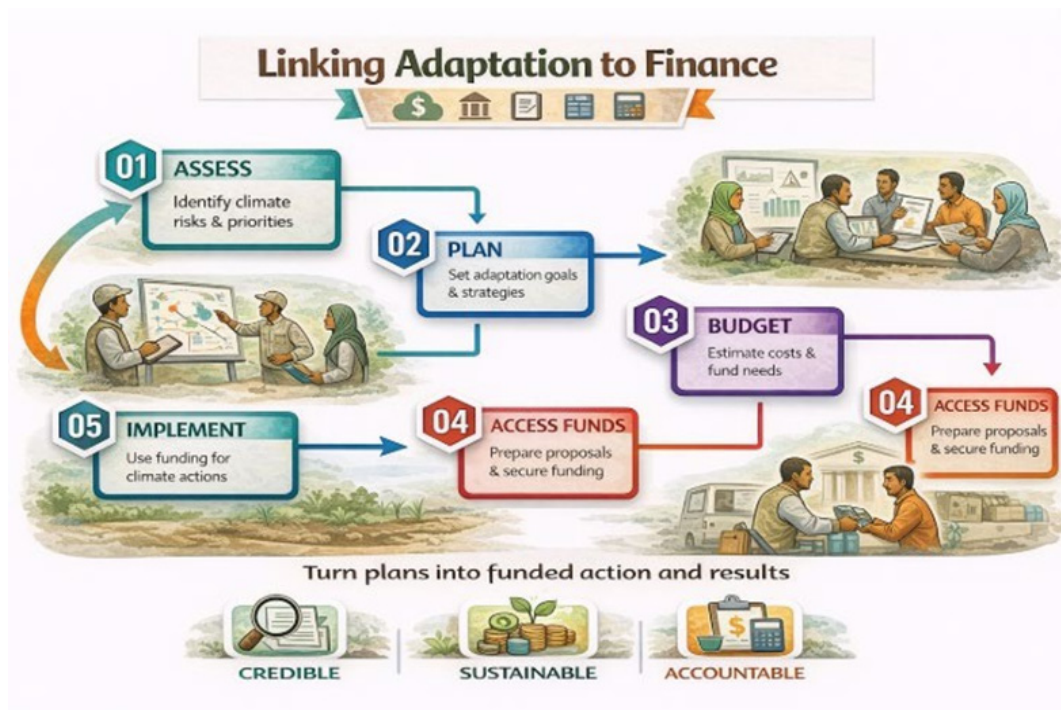 Linking Adaptation to Finance
$
01
ASSESS
Identify climate
risks & priorities
02
PLAN
Set adaptation goals
& strategies
03
BUDGET
Estimate costs &
fund needs
04
ACCESS FUNDS
Prepare proposals
& secure funding
$
05
IMPLEMENT
Use funding for
climate actions
04
ACCESS FUNDS
Prepare proposals
& secure funding
Turn plans into funded action and results
$
CREDIBLE
SUSTAINABLE
ACCOUNTABLE